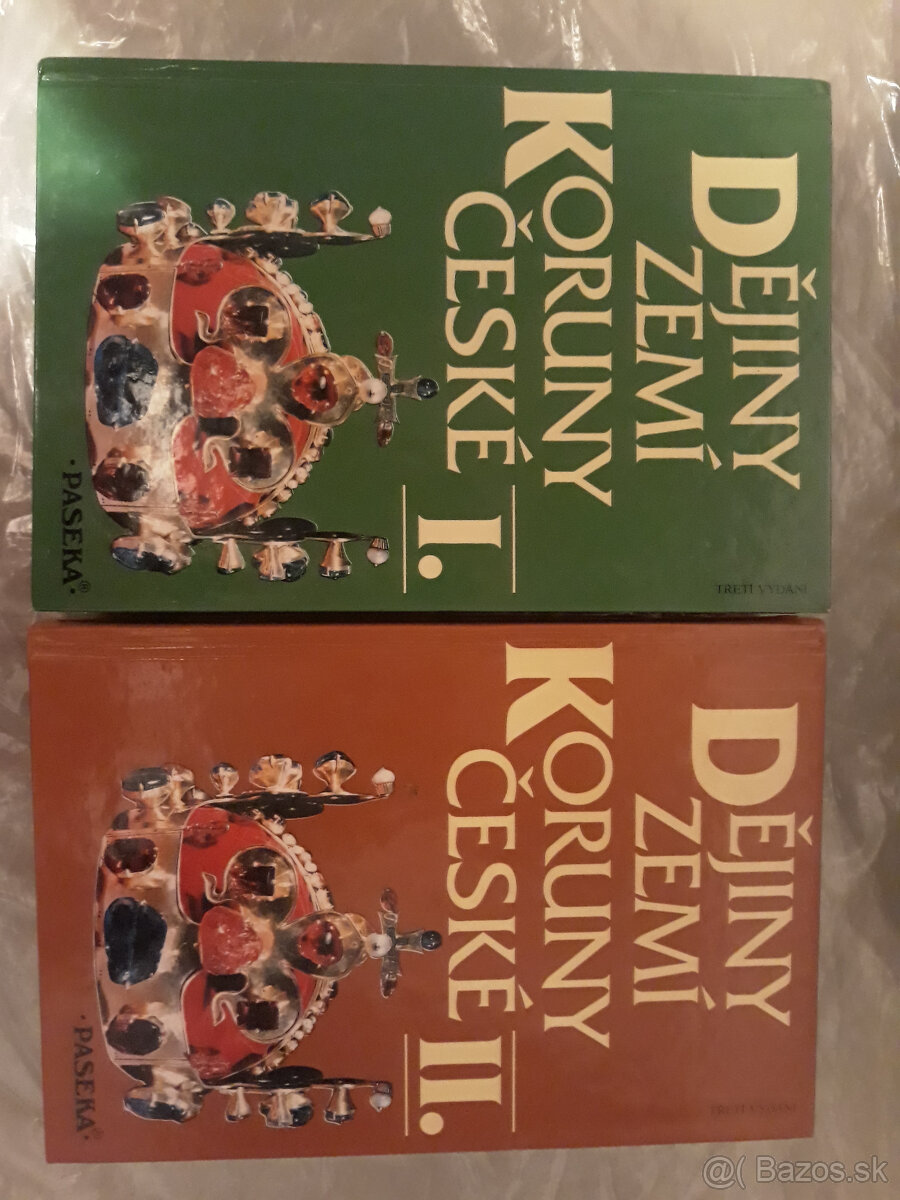 TŘETÍ VYDÁNÍ
DĚJINY
ZEMÍ
KORUNY
ČESKÉ I.
· PASEKA® ·
TŘETÍ VYDÁNÍ
DĚJINY
ZEMÍ
KORUNY
ČESKÉ II.
· PASEKA® ·
@( Bazos.sk